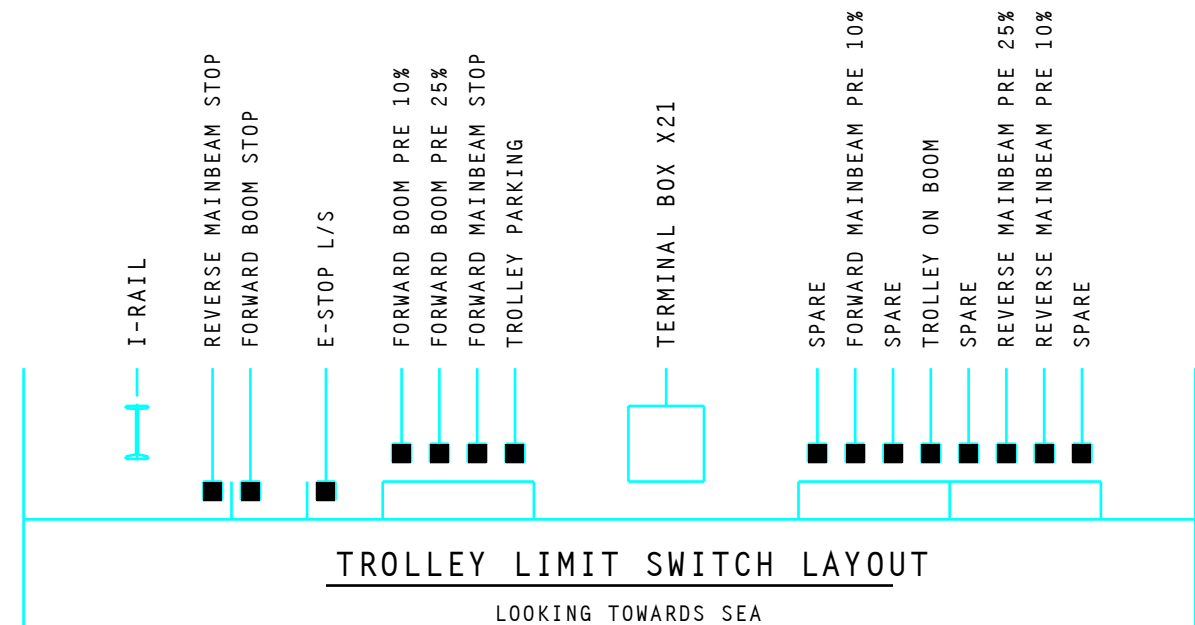 I-RAIL
REVERSE MAINBEAM STOP
FORWARD BOOM STOP
E-STOP L/S
FORWARD BOOM PRE 10%
FORWARD BOOM PRE 25%
FORWARD MAINBEAM STOP
TROLLEY PARKING
TERMINAL BOX X21
SPARE
FORWARD MAINBEAM PRE 10%
SPARE
TROLLEY ON BOOM
SPARE
REVERSE MAINBEAM PRE 25%
REVERSE MAINBEAM PRE 10%
SPARE
TROLLEY LIMIT SWITCH LAYOUT
LOOKING TOWARDS SEA